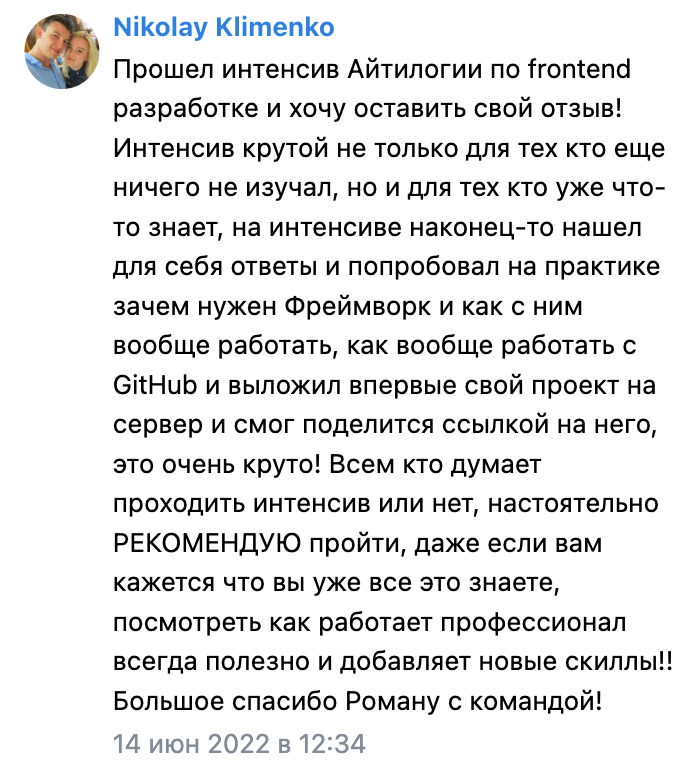 Nikolay Klimenko
Прошел интенсив Айтилогии по frontend
разработке и хочу оставить свой отзыв!
Интенсив крутой не только для тех кто еще
ничего не изучал, но и для тех кто уже что-
то знает, на интенсиве наконец-то нашел
для себя ответы и попробовал на практике
зачем нужен Фреймворк и как с ним
вообще работать, как вообще работать с
GitHub и выложил впервые свой проект на
сервер и смог поделится ссылкой на него,
это очень круто! Всем кто думает
проходить интенсив или нет, настоятельно
РЕКОМЕНДУЮ пройти, даже если вам
кажется что вы уже все это знаете,
посмотреть как работает профессионал
всегда полезно и добавляет новые скиллы!!
Большое спасибо Роману с командой!
14 июн 2022 в 12:34